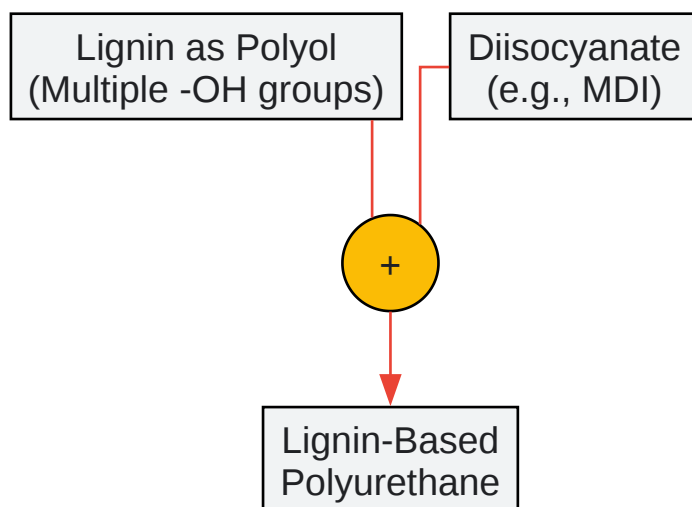 Lignin as Polyol
(Multiple -OH groups)
Diisocyanate
(e.g., MDI)
+
Lignin-Based
Polyurethane